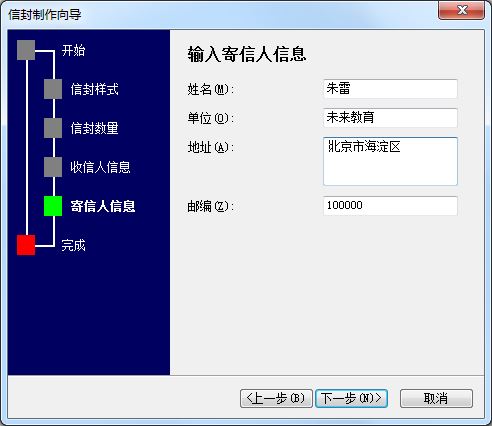 信封制作向导
开始
信封样式
信封数量
收信人信息
寄信人信息
完成
输入寄信人信息
姓名(M): 朱雷
单位(O): 未来教育
地址(A): 北京市海淀区
邮编(Z): 100000
<上一步(B) 下一步(N)> 取消